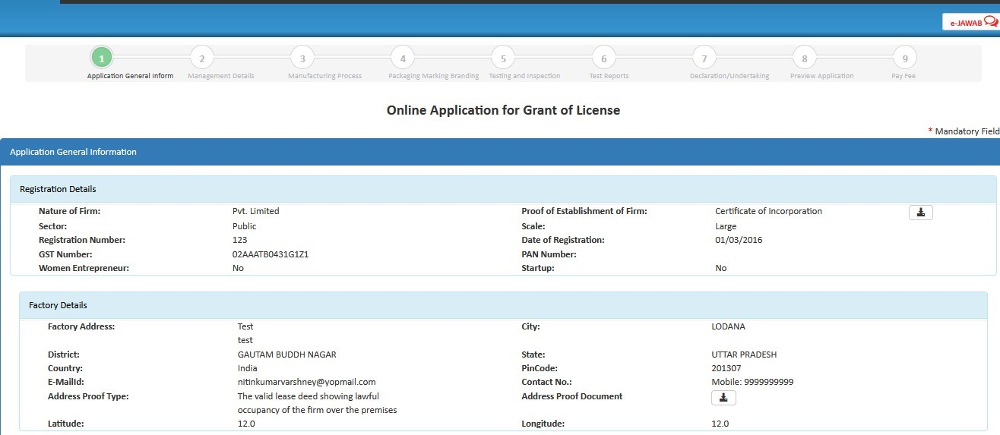 e-JAWAB
1 2 3 4 5 6 7 8 9
Application General Inform Management Details Manufacturing Process Packaging Marking Branding Testing and Inspection Test Reports Declaration/Undertaking Preview Application Pay Fee
Online Application for Grant of License
* Mandatory Field
Application General Information
Registration Details
Nature of Firm: Pvt. Limited Proof of Establishment of Firm: Certificate of Incorporation
Sector: Public Scale: Large
Registration Number: 123 Date of Registration: 01/03/2016
GST Number: 02AAATB0431G1Z1 PAN Number:
Women Entrepreneur: No Startup: No
Factory Details
Factory Address: Test City: LODANA
test
District: GAUTAM BUDDH NAGAR State: UTTAR PRADESH
Country: India PinCode: 201307
E-MailId: nitinkumarvarshney@yopmail.com Contact No.: Mobile: 9999999999
Address Proof Type: The valid lease deed showing lawful Address Proof Document
occupancy of the firm over the premises
Latitude: 12.0 Longitude: 12.0